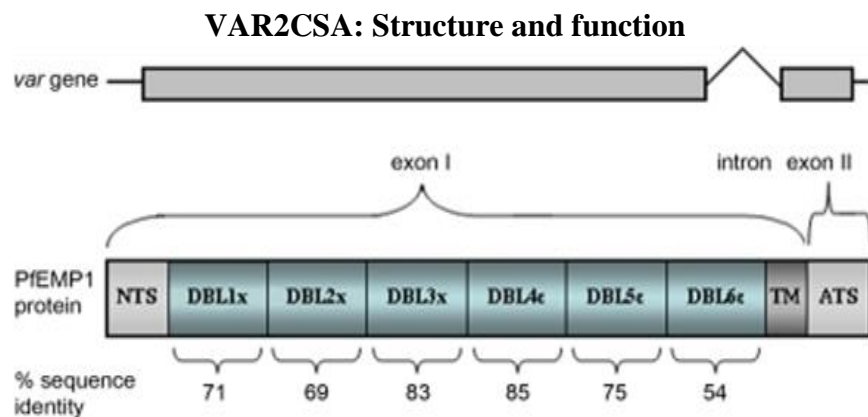 VAR2CSA: Structure and function
var gene
exon I intron exon II
PfEMP1
protein
NTS DBL1x DBL2x DBL3x DBL4ε DBL5ε DBL6ε TM ATS
% sequence
identity
71 69 83 85 75 54